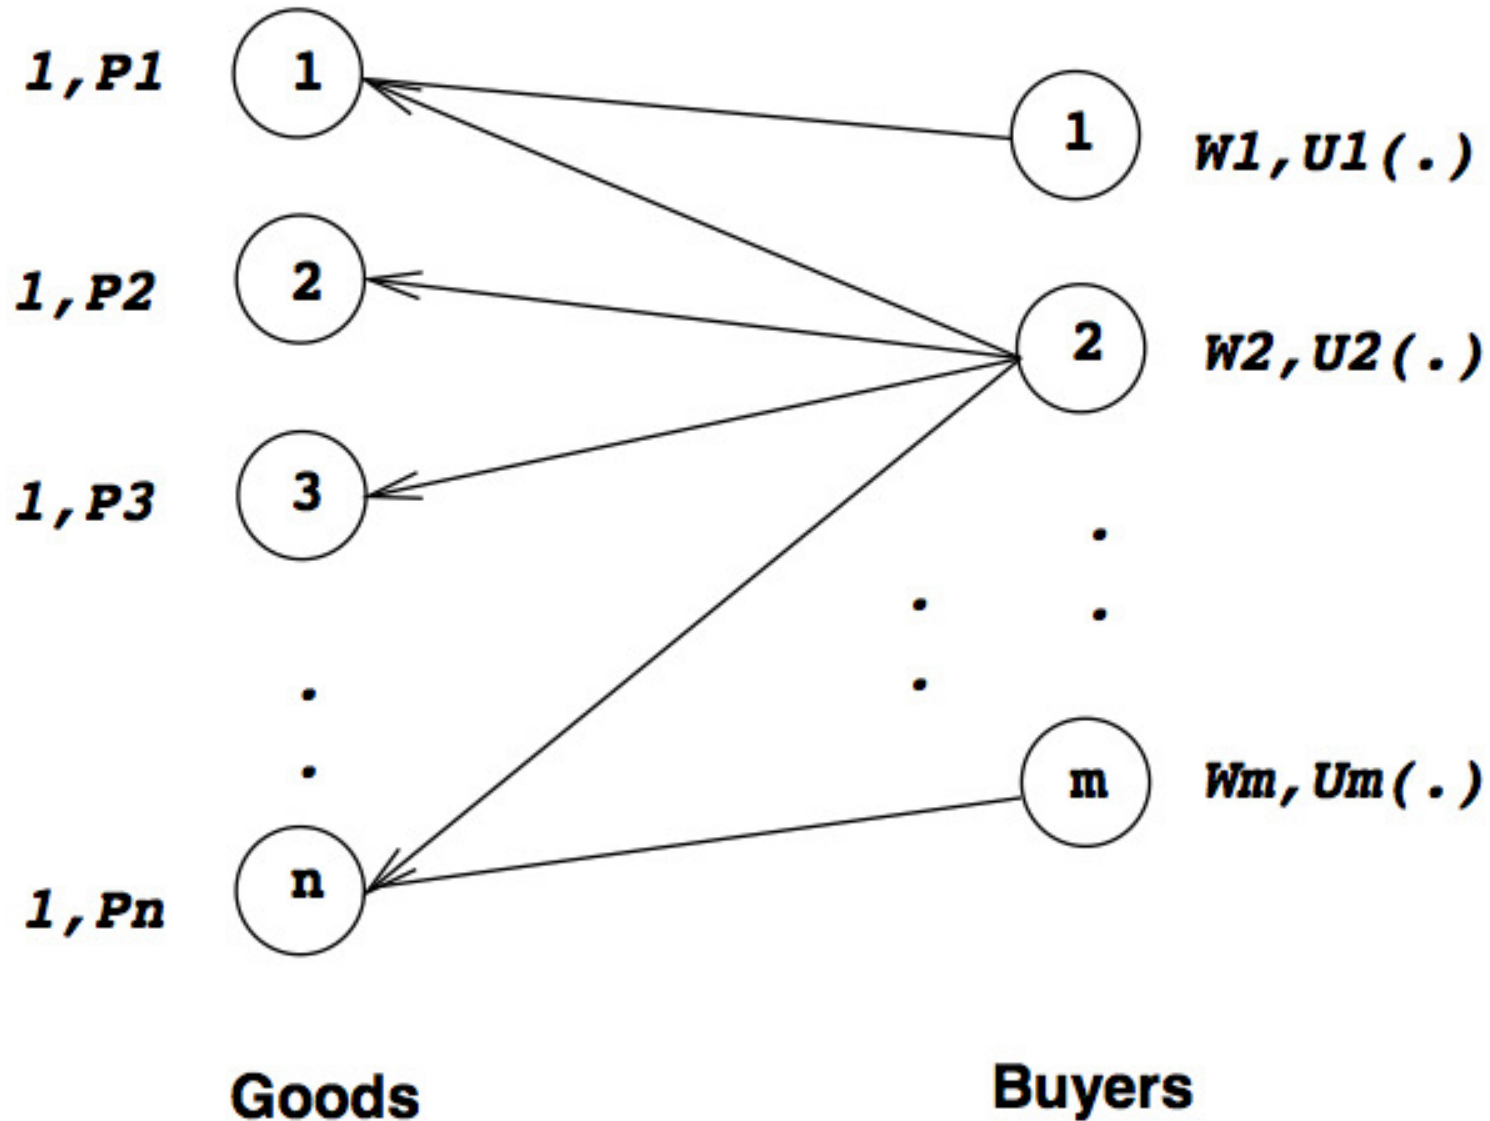 1,P1 1 1 W1,U1(.)
1,P2 2 2 W2,U2(.)
1,P3 3
. .
. .
. .
. m Wm,Um(.)
1,Pn n
Goods Buyers